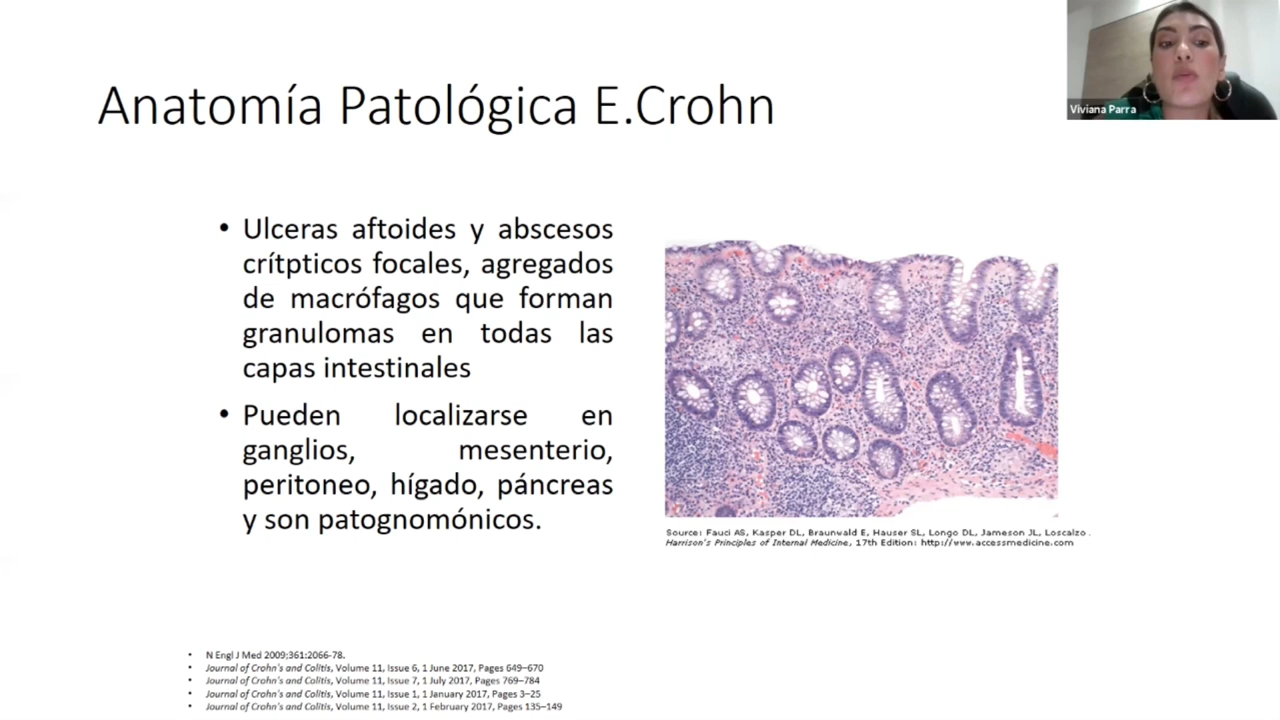 Anatomía Patológica E.Crohn
Viviana Parra
• Ulceras aftoides y abscesos
crítpticos focales, agregados
de macrófagos que forman
granulomas en todas las
capas intestinales
• Pueden localizarse en
ganglios, mesenterio,
peritoneo, hígado, páncreas
y son patognomónicos.
Source: Fauci AS, Kasper DL, Braunwald E, Hauser SL, Longo DL, Jameson JL, Loscalzo .
Harrison's Principles of Internal Medicine, 17th Edition: http://www.accessmedicine.com
• N Engl J Med 2009;361:2066-78.
• Journal of Crohn's and Colitis, Volume 11, Issue 6, 1 June 2017, Pages 649–670
• Journal of Crohn's and Colitis, Volume 11, Issue 7, 1 July 2017, Pages 769–784
• Journal of Crohn's and Colitis, Volume 11, Issue 1, 1 January 2017, Pages 3–25
• Journal of Crohn's and Colitis, Volume 11, Issue 2, 1 February 2017, Pages 135–149